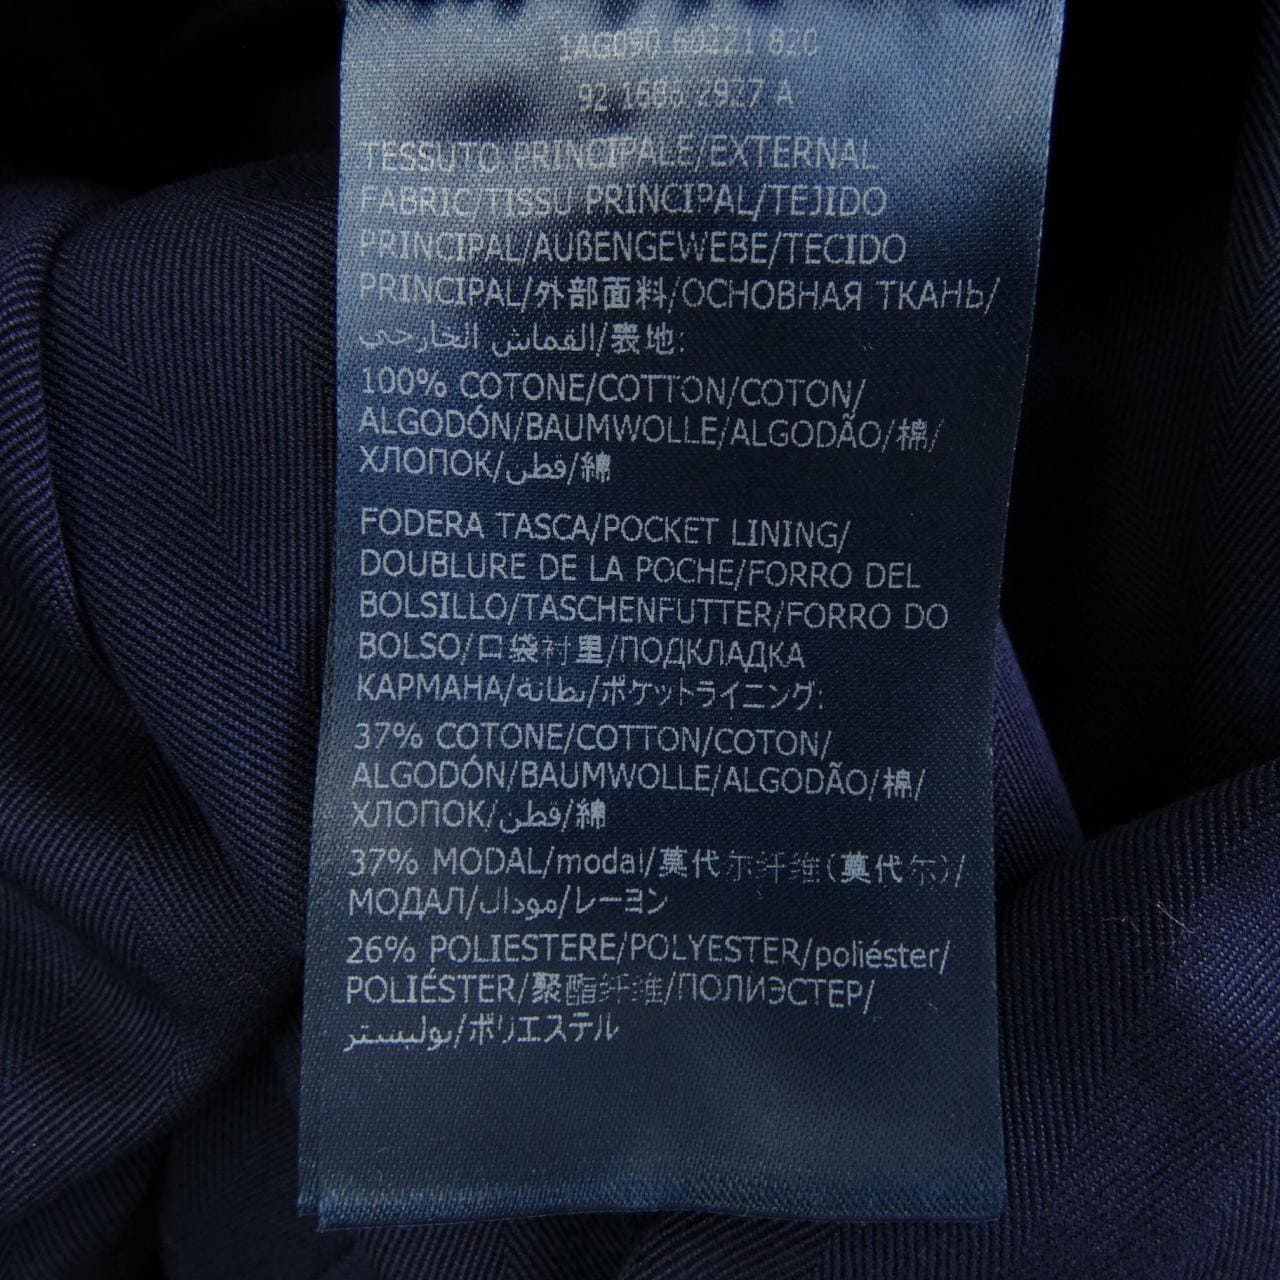 1AG090 60221 820
92 1686 2927 A
TESSUTO PRINCIPALE/EXTERNAL
FABRIC/TISSU PRINCIPAL/TEJIDO
PRINCIPAL/AUßENGEWEBE/TECIDO
PRINCIPAL/外部面料/ОСНОВНАЯ ТКАНЬ/
القماش الخارجي/表地:
100% COTONE/COTTON/COTON/
ALGODÓN/BAUMWOLLE/ALGODÃO/棉/
ХЛОПОК/قطن/綿
FODERA TASCA/POCKET LINING/
DOUBLURE DE LA POCHE/FORRO DEL
BOLSILLO/TASCHENFUTTER/FORRO DO
BOLSO/口袋衬里/ПОДКЛАДКА
КАРМАНА/بطانة/ポケットライニング:
37% COTONE/COTTON/COTON/
ALGODÓN/BAUMWOLLE/ALGODÃO/棉/
ХЛОПОК/قطن/綿
37% MODAL/modal/莫代尔纤维(莫代尔)/
МОДАЛ/مودال/レーヨン
26% POLIESTERE/POLYESTER/poliéster/
POLIÉSTER/聚酯纤维/ПОЛИЭСТЕР/
بوليستر/ポリエステル